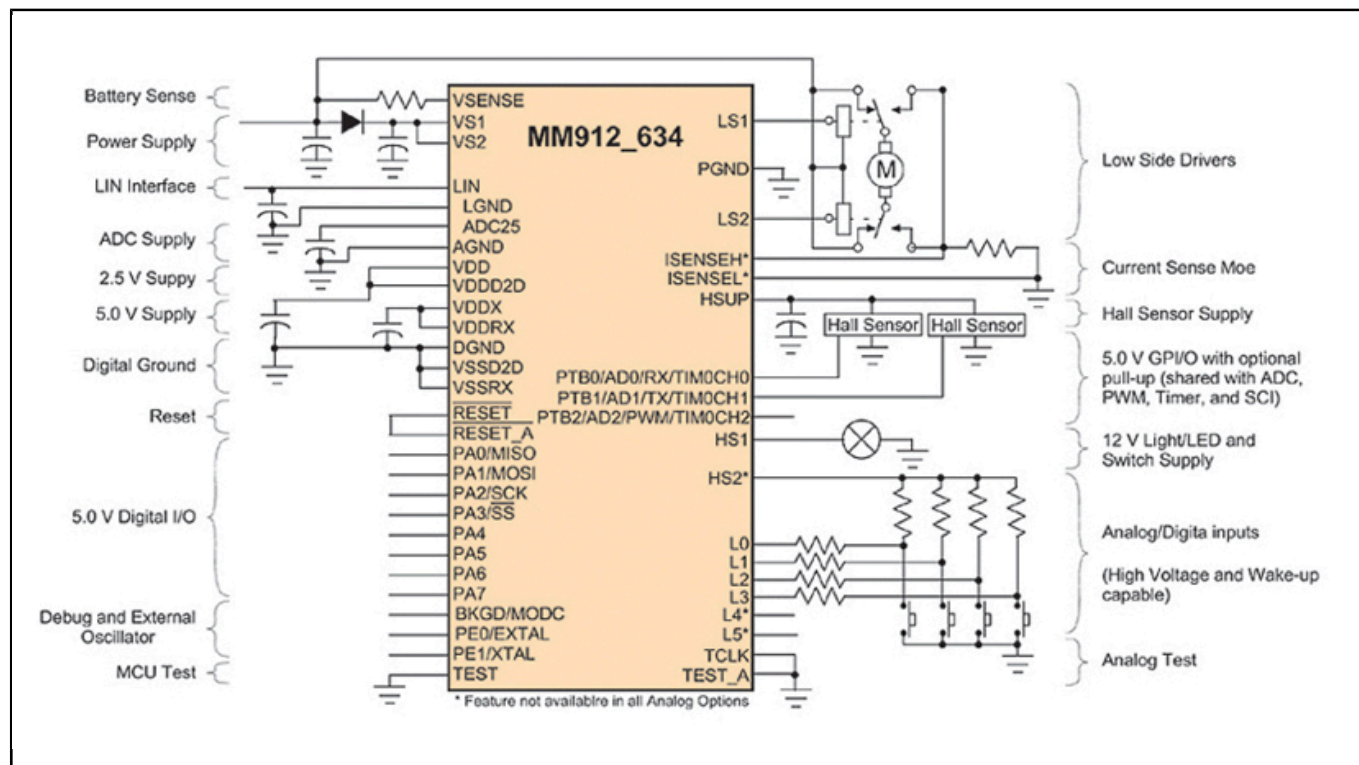 Battery Sense
Power Supply
LIN Interface
ADC Supply
2.5 V Suppy
5.0 V Supply
Digital Ground
Reset
5.0 V Digital I/O
Debug and External
Oscillator
MCU Test
MM912_634
VSENSE
VS1
VS2
LIN
LGND
ADC25
AGND
VDD
VDDD2D
VDDX
VDDRX
DGND
VSSD2D
VSSRX
RESET
RESET_A
PA0/MISO
PA1/MOSI
PA2/SCK
PA3/SS
PA4
PA5
PA6
PA7
BKGD/MODC
PE0/EXTAL
PE1/XTAL
TEST
LS1
PGND
LS2
ISENSEH*
ISENSEL*
HSUP
PTB0/AD0/RX/TIM0CH0
PTB1/AD1/TX/TIM0CH1
PTB2/AD2/PWM/TIM0CH2
HS1
HS2*
L0
L1
L2
L3
L4*
L5*
TCLK
TEST_A
* Feature not availablre in all Analog Options
M
Hall Sensor
Hall Sensor
Low Side Drivers
Current Sense Moe
Hall Sensor Supply
5.0 V GPI/O with optional
pull-up (shared with ADC,
PWM, Timer, and SCI)
12 V Light/LED and
Switch Supply
Analog/Digita inputs
(High Voltage and Wake-up
capable)
Analog Test